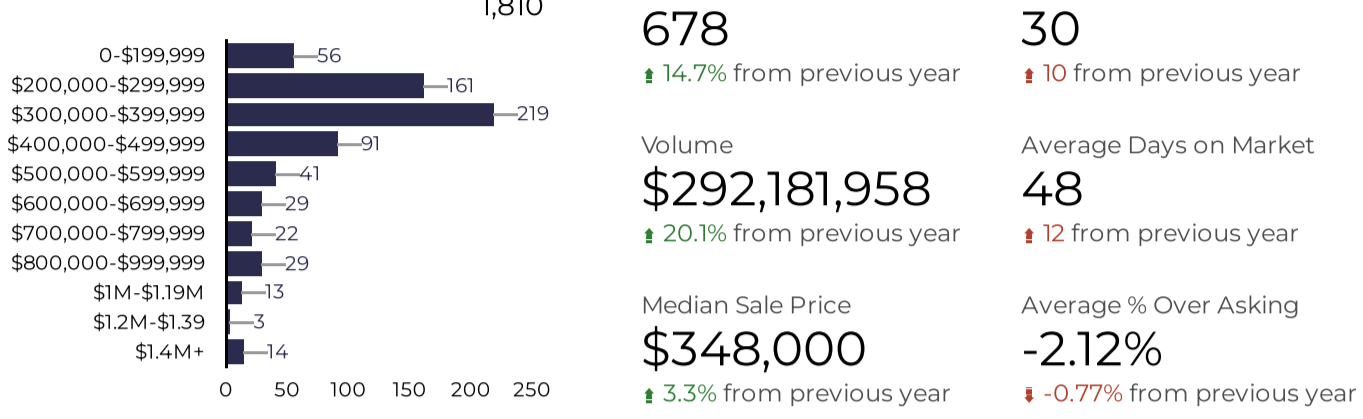 1,810
0-$199,999 56
$200,000-$299,999 161
$300,000-$399,999 219
$400,000-$499,999 91
$500,000-$599,999 41
$600,000-$699,999 29
$700,000-$799,999 22
$800,000-$999,999 29
$1M-$1.19M 13
$1.2M-$1.39 3
$1.4M+ 14
0 50 100 150 200 250
678
14.7% from previous year
Volume
$292,181,958
20.1% from previous year
Median Sale Price
$348,000
3.3% from previous year
30
10 from previous year
Average Days on Market
48
12 from previous year
Average % Over Asking
-2.12%
-0.77% from previous year